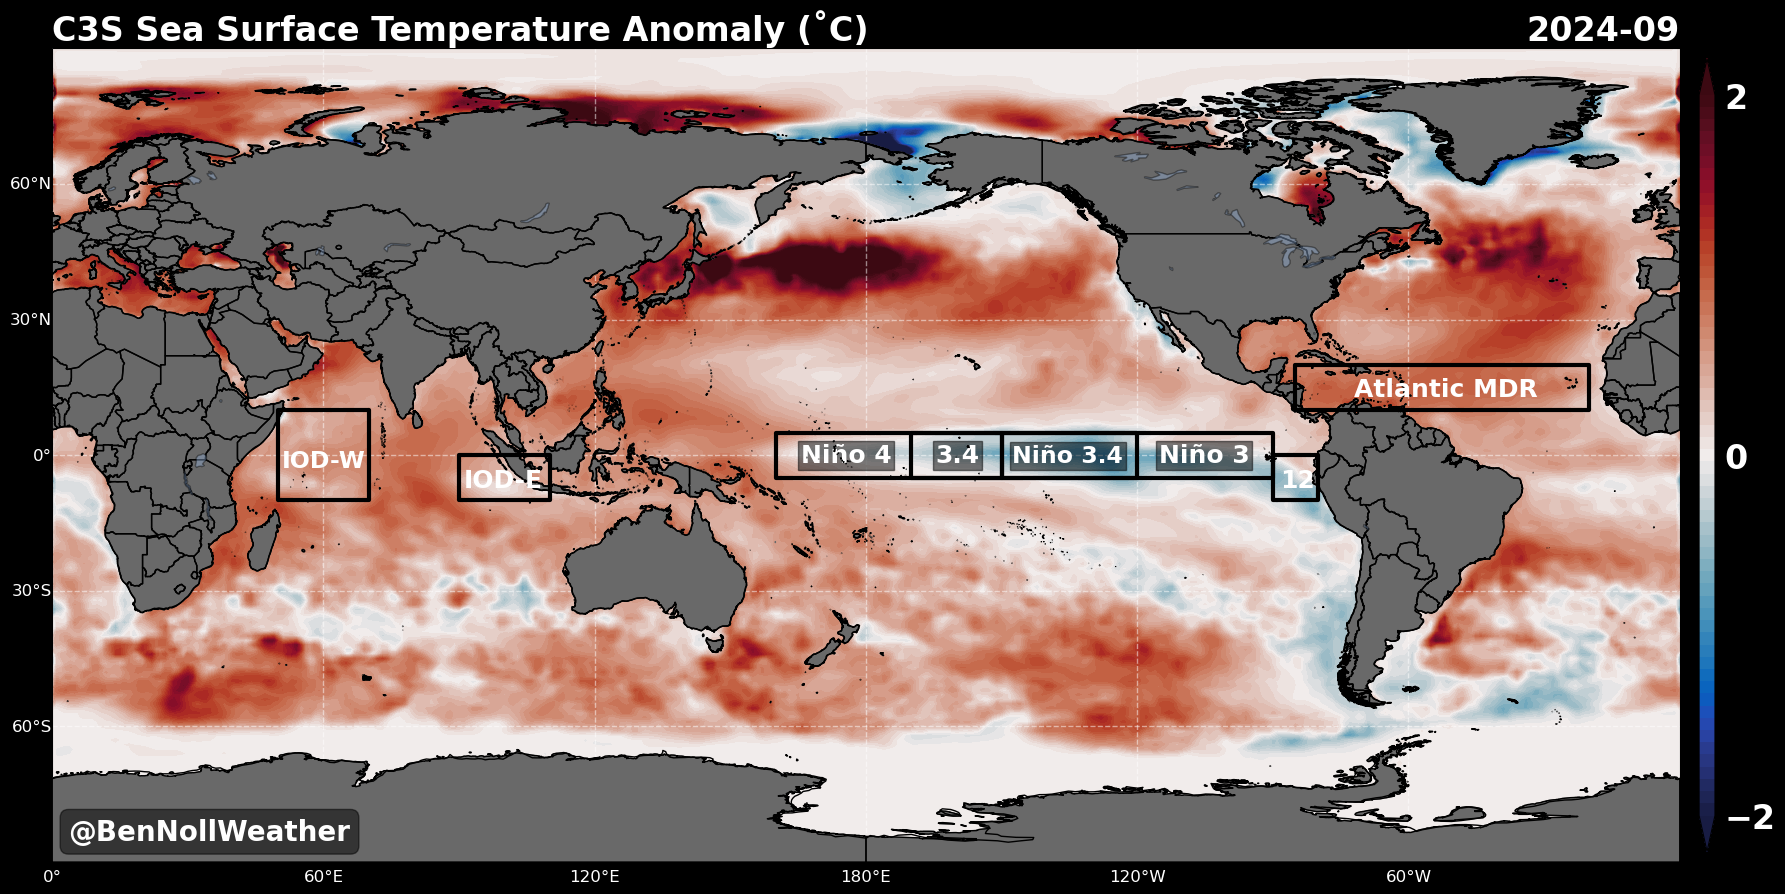 C3S Sea Surface Temperature Anomaly (˚C)
2024-09
2
0
−2
60°N
30°N
0°
30°S
60°S
Atlantic MDR
IOD-W
IOD-E
Niño 4
3.4
Niño 3.4
Niño 3
12
@BenNollWeather
0°
60°E
120°E
180°E
120°W
60°W